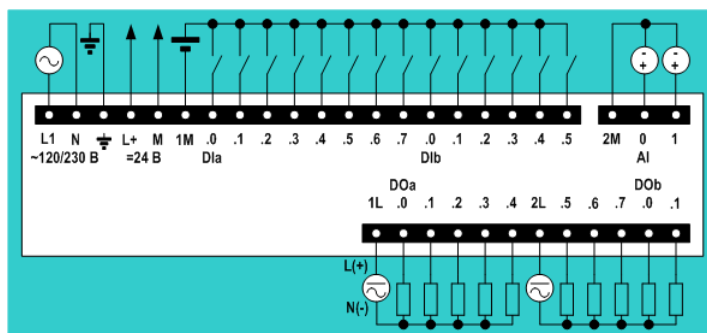 - -
+ +
L1 N L+ M 1M .0 .1 .2 .3 .4 .5 .6 .7 .0 .1 .2 .3 .4 .5 2M 0 1
~120/230 В =24 В DIa DIb AI
DOa DOb
1L .0 .1 .2 .3 .4 2L .5 .6 .7 .0 .1
L(+)
N(-)